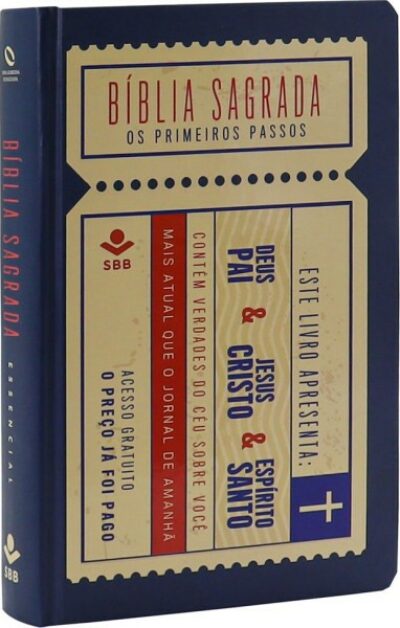 BÍBLIA SAGRADA
OS PRIMEIROS PASSOS
ESTE LIVRO APRESENTA:
DEUS PAI & JESUS CRISTO & ESPÍRITO SANTO
CONTÉM VERDADES DO CÉU SOBRE VOCÊ
MAIS ATUAL QUE O JORNAL DE AMANHÃ
SBB
ACESSO GRATUITO
O PREÇO JÁ FOI PAGO
BÍBLIA SAGRADA
ESSENCIAL
SBB